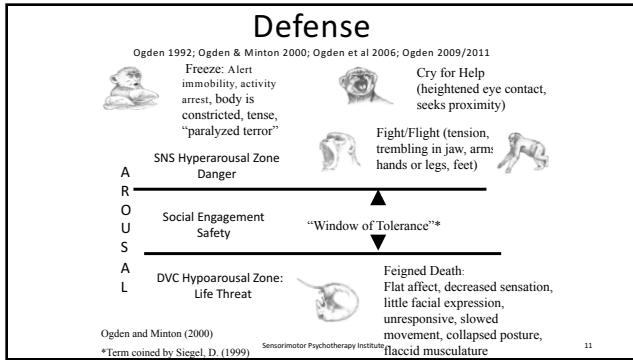 Defense
Ogden 1992; Ogden & Minton 2000; Ogden et al 2006; Ogden 2009/2011
Freeze: Alert
immobility, activity
arrest, body is
constricted, tense,
“paralyzed terror”
Cry for Help
(heightened eye contact,
seeks proximity)
Fight/Flight (tension,
trembling in jaw, arms
hands or legs, feet)
SNS Hyperarousal Zone
Danger
A
R
O
U
S
A
L
Social Engagement
Safety
“Window of Tolerance”*
DVC Hypoarousal Zone:
Life Threat
Feigned Death:
Flat affect, decreased sensation,
little facial expression,
unresponsive, slowed
movement, collapsed posture,
flaccid musculature
Ogden and Minton (2000)
*Term coined by Siegel, D. (1999)
Sensorimotor Psychotherapy Institute
11